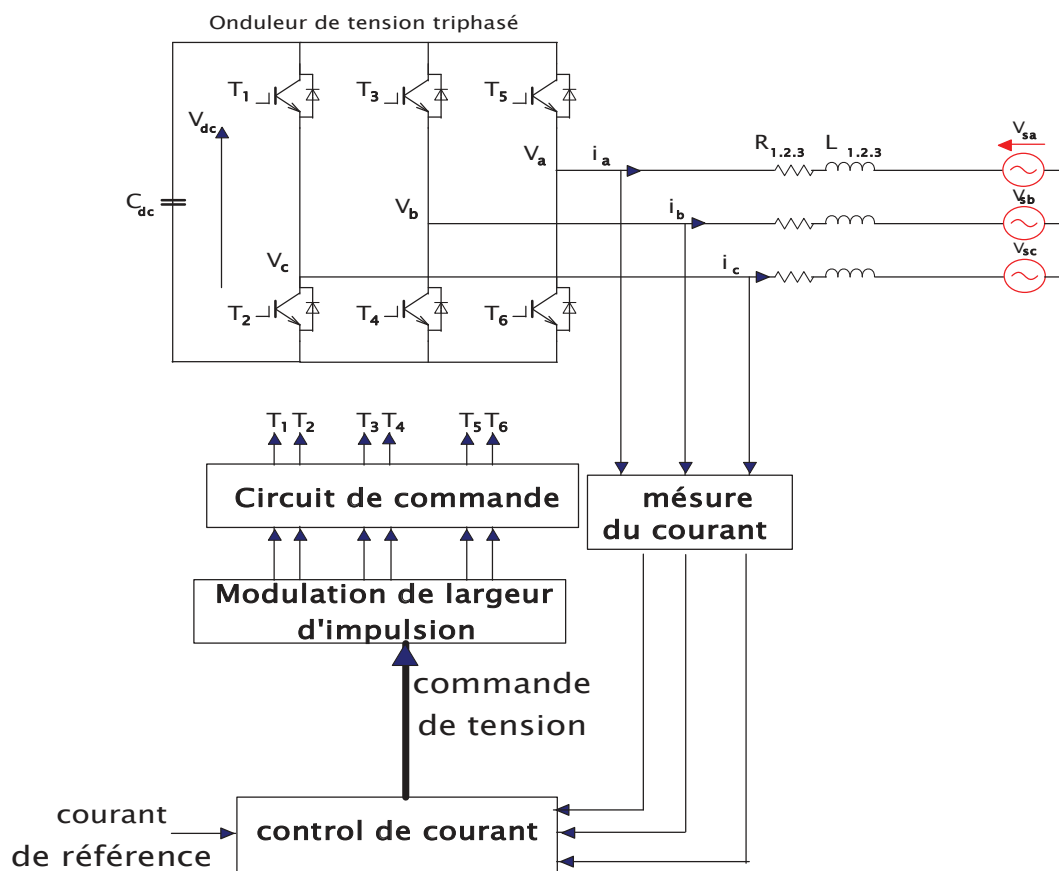 Onduleur de tension triphasé
T1 T3 T5
Vdc
Cdc
Va ia R1.2.3 L1.2.3 Vsa
Vb ib Vsb
Vc ic Vsc
T2 T4 T6
T1 T2 T3 T4 T5 T6
Circuit de commande
mésure
du courant
Modulation de largeur
d'impulsion
commande
de tension
courant
de référence
control de courant